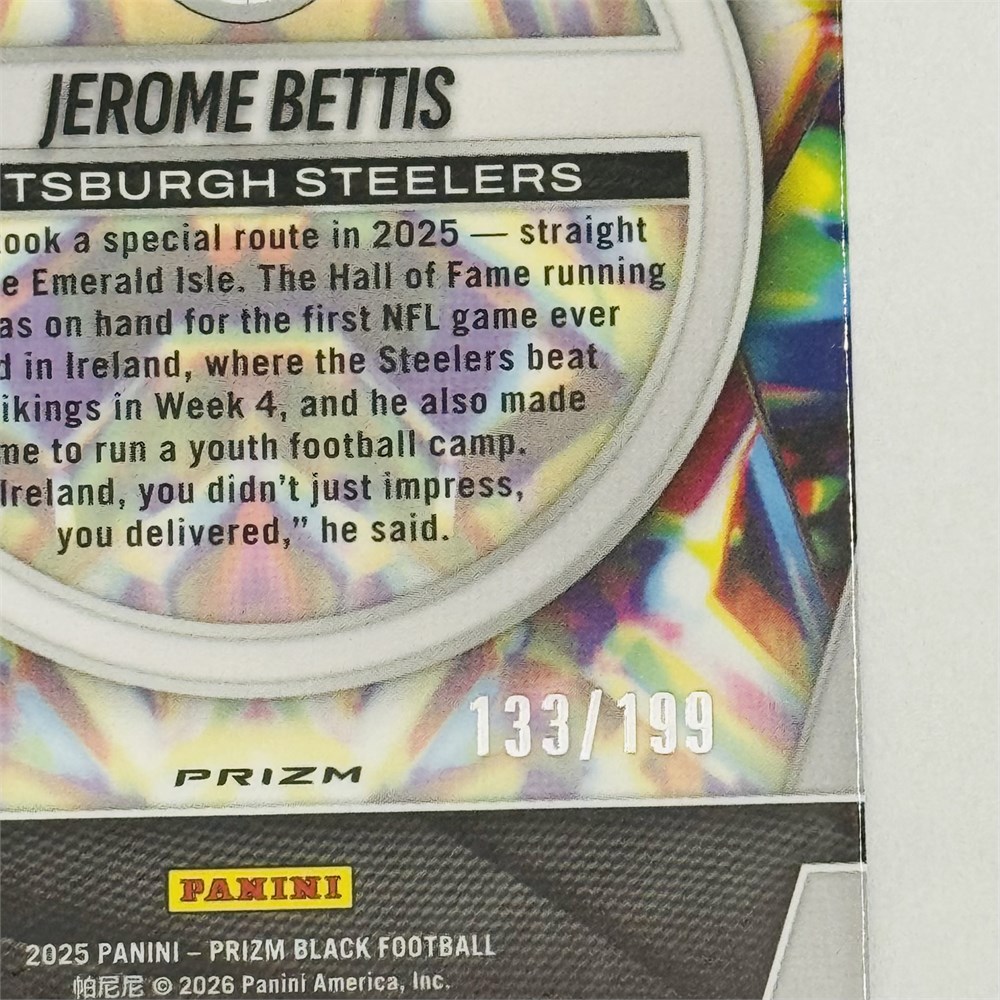 JEROME BETTIS
TSBURGH STEELERS
ook a special route in 2025 — straight
e Emerald Isle. The Hall of Fame running
as on hand for the first NFL game ever
d in Ireland, where the Steelers beat
ikings in Week 4, and he also made
me to run a youth football camp.
Ireland, you didn't just impress,
you delivered,” he said.
133/199
PRIZM
PANINI
2025 PANINI – PRIZM BLACK FOOTBALL
帕尼尼 © 2026 Panini America, Inc.